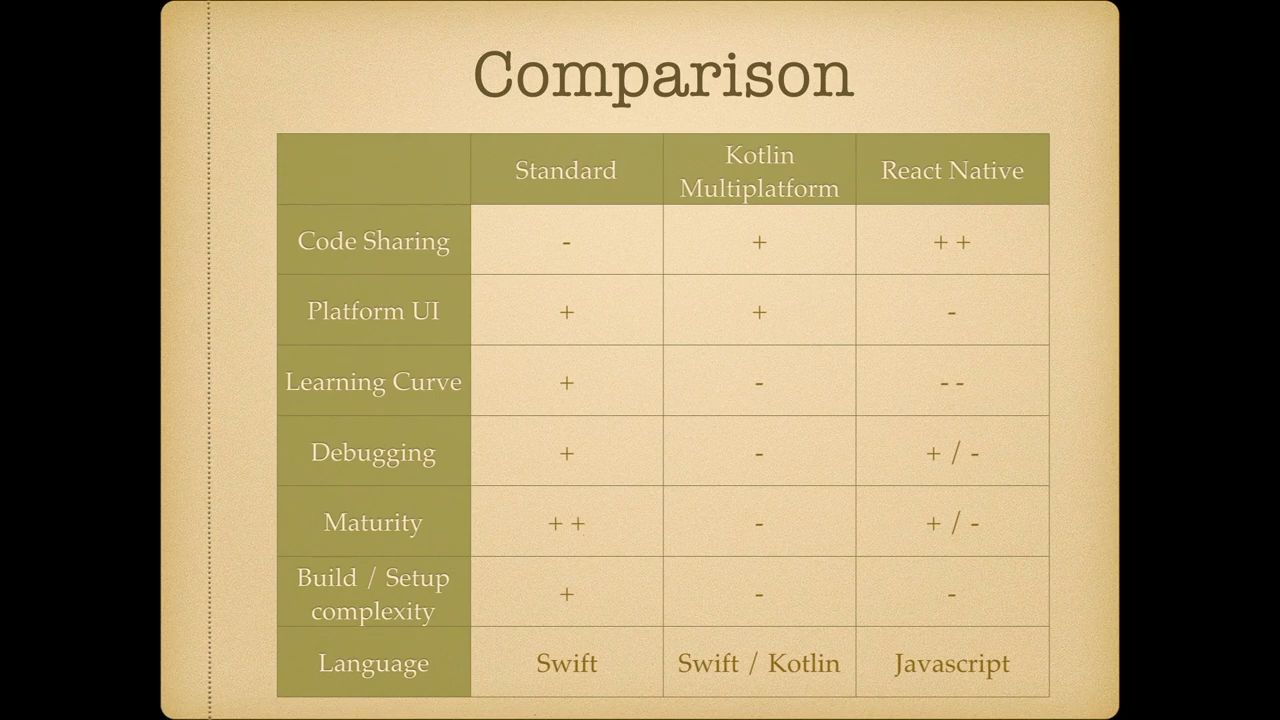 Comparison
Standard
Kotlin
Multiplatform
React Native
Code Sharing
-
+
+ +
Platform UI
+
+
-
Learning Curve
+
-
- -
Debugging
+
-
+ / -
Maturity
+ +
-
+ / -
Build / Setup
complexity
+
-
-
Language
Swift
Swift / Kotlin
Javascript